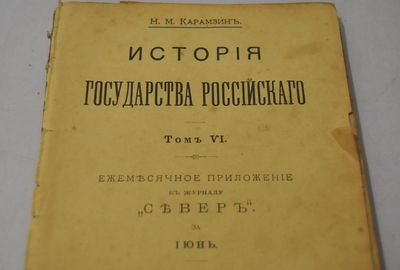 Н. М. Карамзинъ.
ИСТОРІЯ
ГОСУДАРСТВА РОССІЙСКАГО
Томъ VI.
ЕЖЕМѢСЯЧНОЕ ПРИЛОЖЕНІЕ
КЪ ЖУРНАЛУ
„СѢВЕРЪ“.
ЗА
ІЮНЬ.